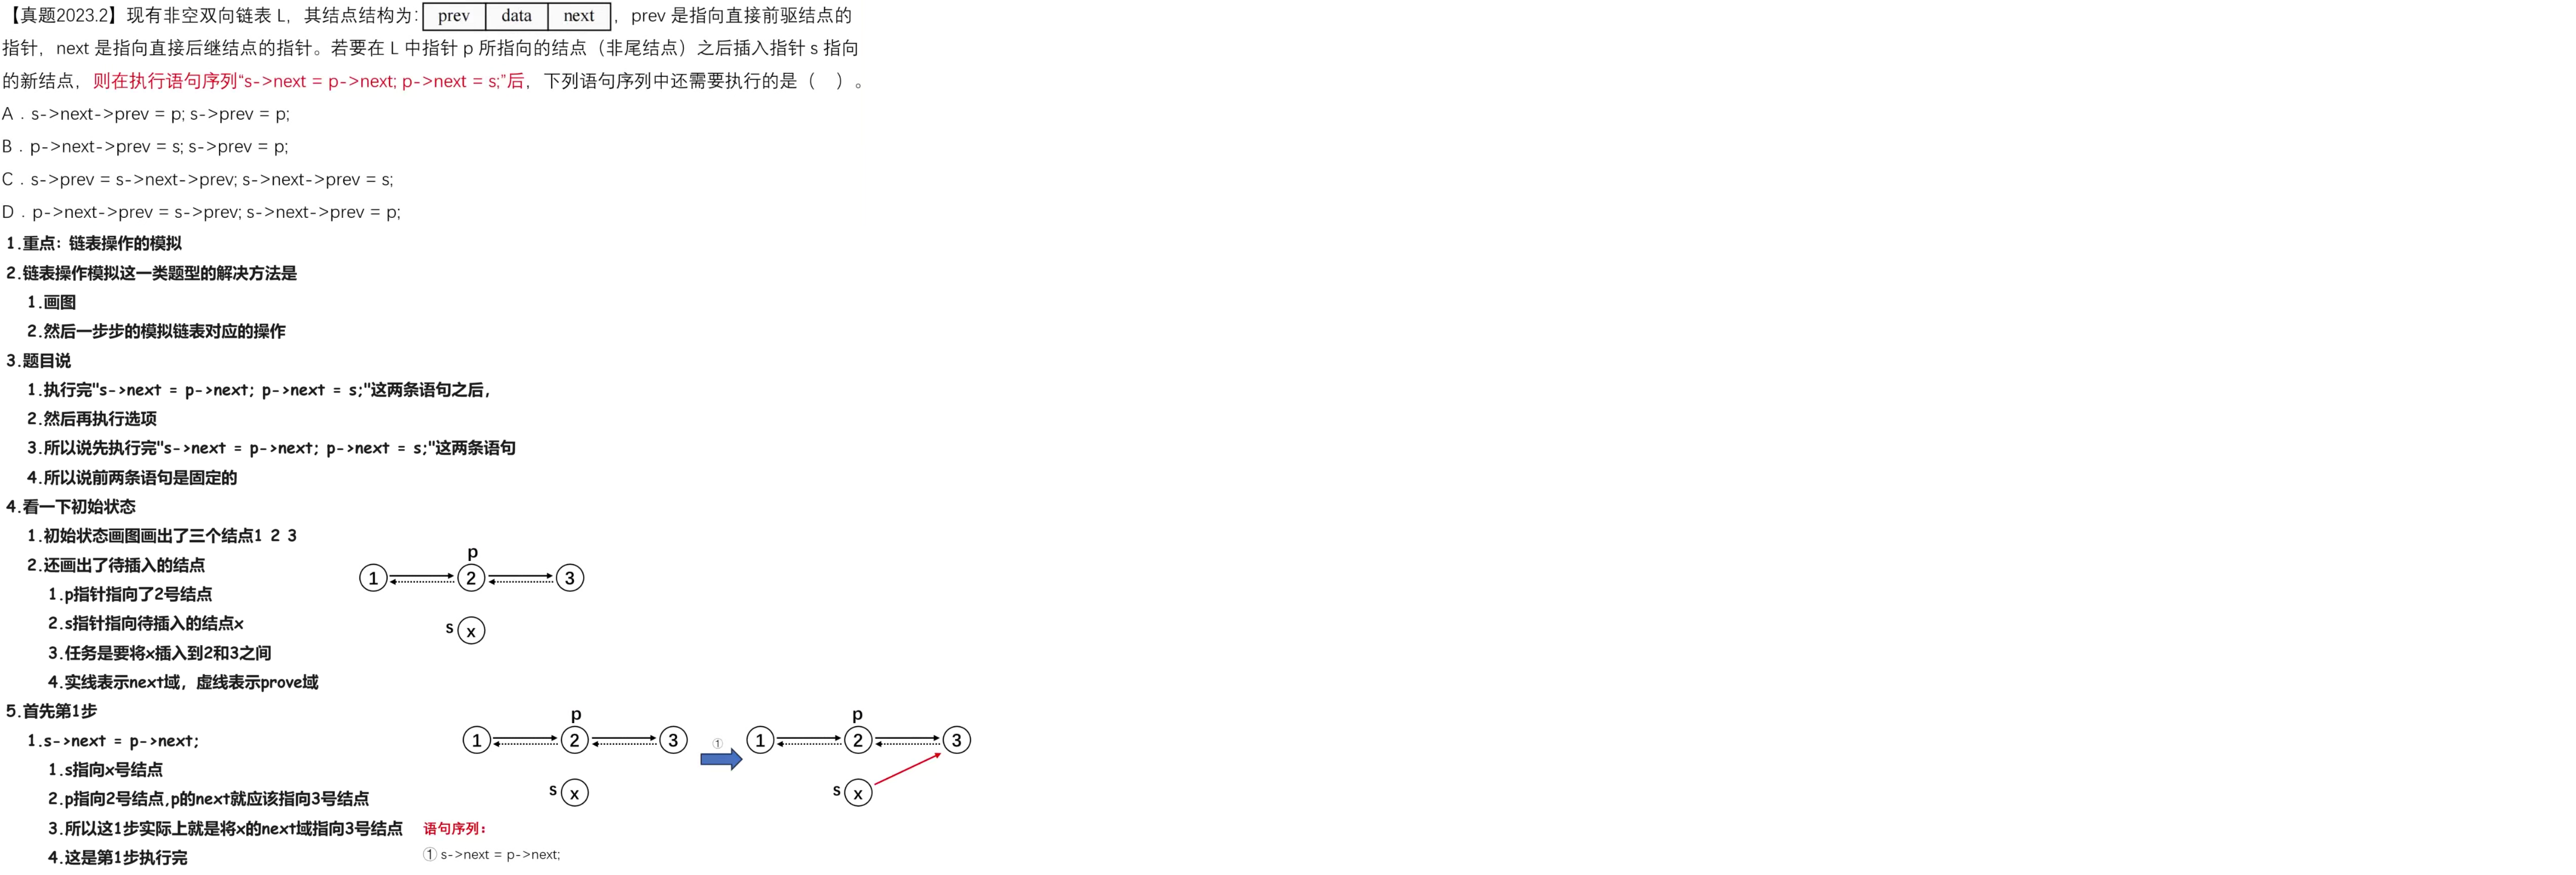 【真题2023.2】现有非空双向链表 L，其结点结构为: prev data next ，prev 是指向直接前驱结点的
指针，next 是指向直接后继结点的指针。若要在 L 中指针 p 所指向的结点（非尾结点）之后插入指针 s 指向
的新结点，则在执行语句序列“s->next = p->next; p->next = s;”后，下列语句序列中还需要执行的是（ ）。
A．s->next->prev = p; s->prev = p;
B．p->next->prev = s; s->prev = p;
C．s->prev = s->next->prev; s->next->prev = s;
D．p->next->prev = s->prev; s->next->prev = p;
1.重点：链表操作的模拟
2.链表操作模拟这一类题型的解决方法是
1.画图
2.然后一步步的模拟链表对应的操作
3.题目说
1.执行完"s->next = p->next; p->next = s;"这两条语句之后，
2.然后再执行选项
3.所以说先执行完"s->next = p->next; p->next = s;"这两条语句
4.所以说前两条语句是固定的
4.看一下初始状态
1.初始状态画图画出了三个结点1 2 3
2.还画出了待插入的结点
1.p指针指向了2号结点
2.s指针指向待插入的结点x
3.任务是要将x插入到2和3之间
4.实线表示next域，虚线表示prove域
p
1 2 3
s x
5.首先第1步
1.s->next = p->next;
1.s指向x号结点
2.p指向2号结点,p的next就应该指向3号结点
3.所以这1步实际上就是将x的next域指向3号结点
4.这是第1步执行完
p
1 2 3
s x
①
p
1 2 3
s x
语句序列：
① s->next = p->next;